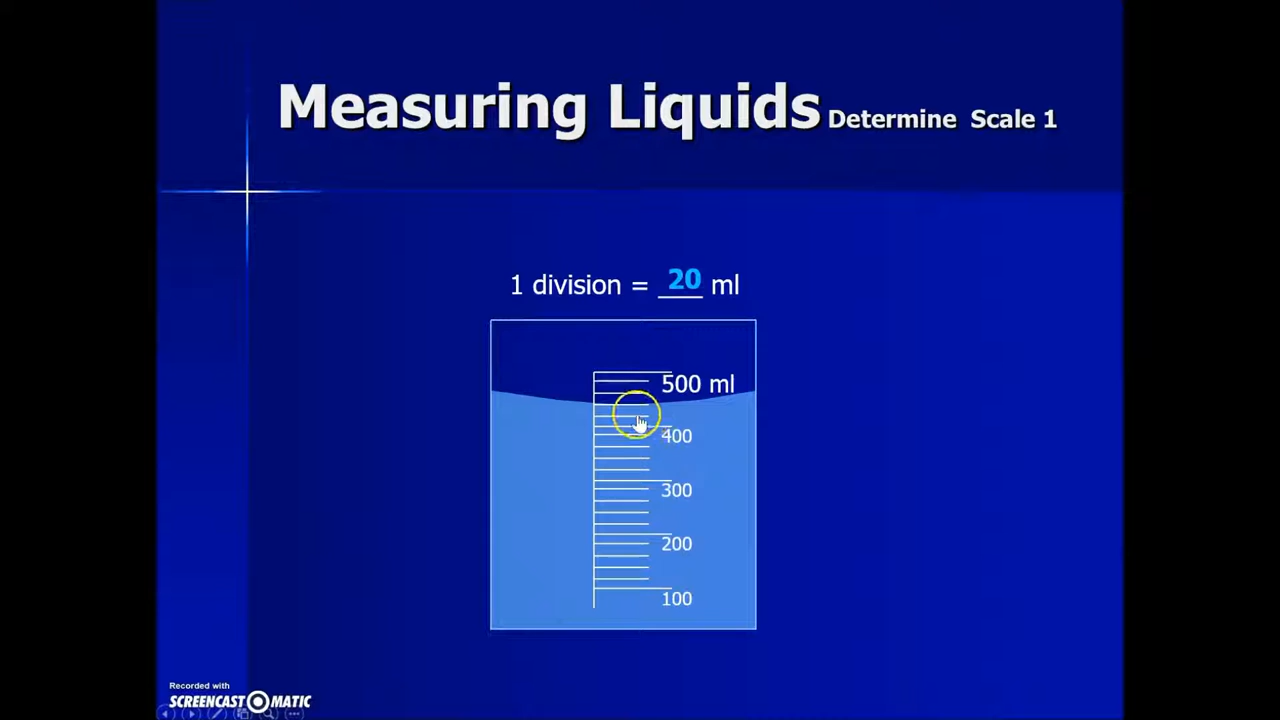 Measuring Liquids Determine Scale 1
1 division = 20 ml
500 ml
400
300
200
100
Recorded with
SCREENCAST MATIC